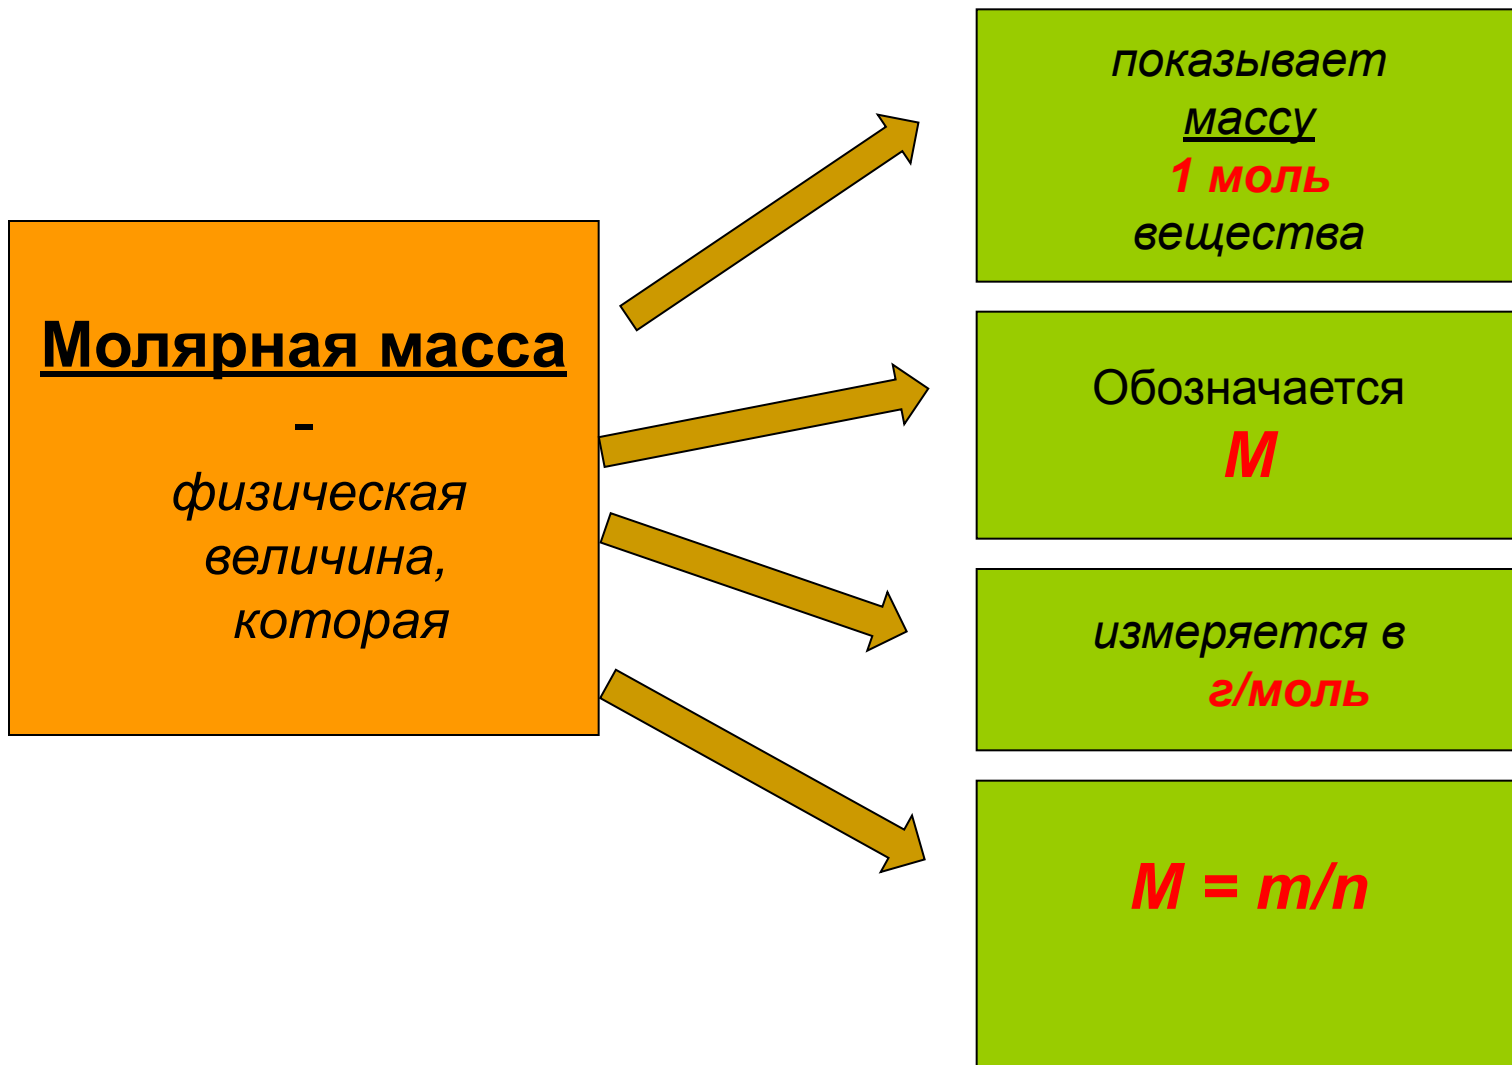 Молярная масса
-
физическая
величина,
которая
показывает
массу
1 моль
вещества
Обозначается
М
измеряется в
г/моль
M = m/n